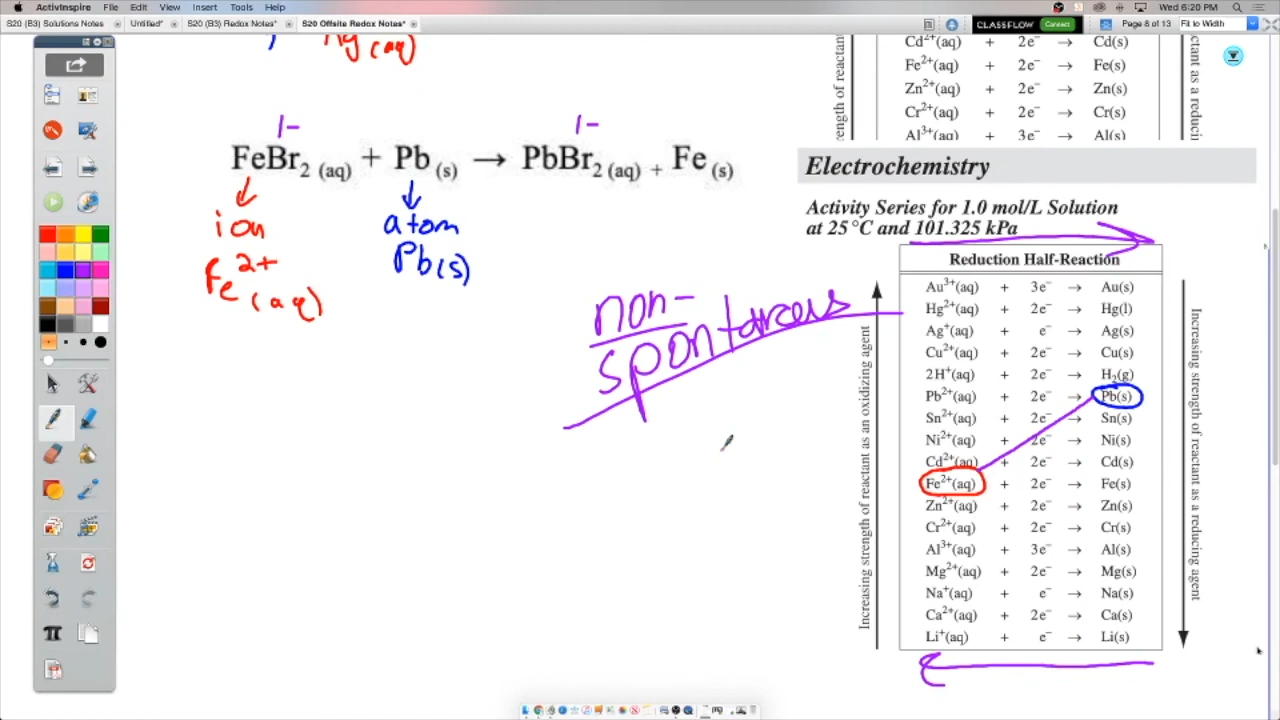 ActivInspire File Edit View Insert Tools Help
Wed 6:20 PM
S20 (B3) Solutions Notes
Untitled*
S20 (B3) Redox Notes*
S20 Offsite Redox Notes*
CLASSFLOW Connect
Page 8 of 13
Fit to Width
(aq)
1-
1-
FeBr2 (aq) + Pb (s) → PbBr2 (aq) + Fe (s)
ion
Fe2+ (aq)
atom
Pb(s)
non-
spontaneous
Cd2+(aq) + 2e− → Cd(s)
Fe2+(aq) + 2e− → Fe(s)
Zn2+(aq) + 2e− → Zn(s)
Cr2+(aq) + 2e− → Cr(s)
Al3+(aq) + 3e− → Al(s)
Electrochemistry
Activity Series for 1.0 mol/L Solution
at 25 °C and 101.325 kPa
Reduction Half-Reaction
Au3+(aq) + 3e− → Au(s)
Hg2+(aq) + 2e− → Hg(l)
Ag+(aq) + e− → Ag(s)
Cu2+(aq) + 2e− → Cu(s)
2H+(aq) + 2e− → H2(g)
Pb2+(aq) + 2e− → Pb(s)
Sn2+(aq) + 2e− → Sn(s)
Ni2+(aq) + 2e− → Ni(s)
Cd2+(aq) + 2e− → Cd(s)
Fe2+(aq) + 2e− → Fe(s)
Zn2+(aq) + 2e− → Zn(s)
Cr2+(aq) + 2e− → Cr(s)
Al3+(aq) + 3e− → Al(s)
Mg2+(aq) + 2e− → Mg(s)
Na+(aq) + e− → Na(s)
Ca2+(aq) + 2e− → Ca(s)
Li+(aq) + e− → Li(s)
Increasing strength of reactant as an oxidizing agent
Increasing strength of reactant as a reducing agent